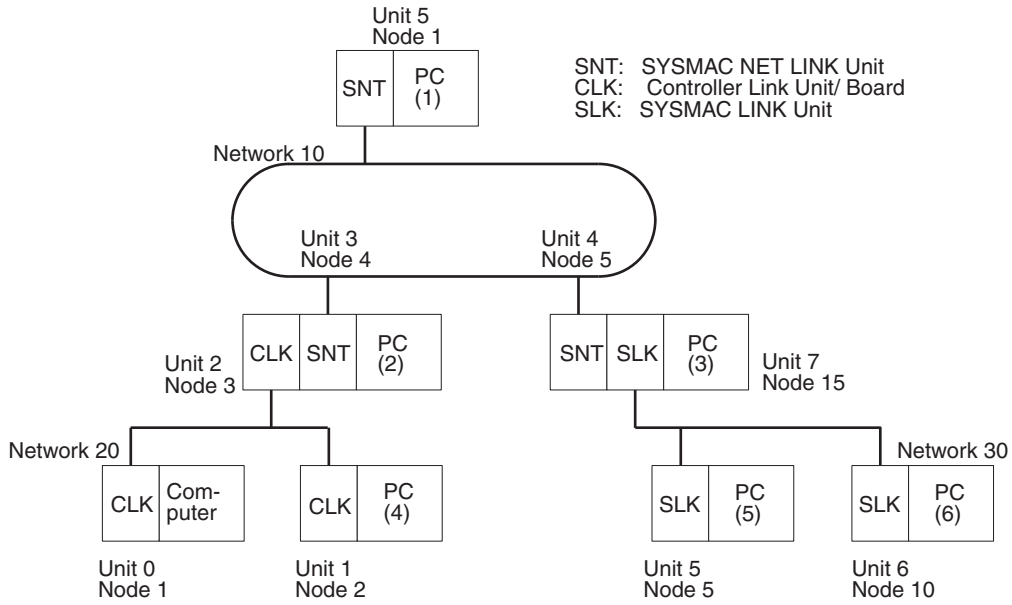 Unit 5
Node 1
SNT
PC
(1)
SNT: SYSMAC NET LINK Unit
CLK: Controller Link Unit/ Board
SLK: SYSMAC LINK Unit
Network 10
Unit 3
Node 4
Unit 4
Node 5
Unit 2
Node 3
CLK
SNT
PC
(2)
SNT
SLK
PC
(3)
Unit 7
Node 15
Network 20
CLK
Com-
puter
CLK
PC
(4)
SLK
PC
(5)
Network 30
SLK
PC
(6)
Unit 0
Node 1
Unit 1
Node 2
Unit 5
Node 5
Unit 6
Node 10